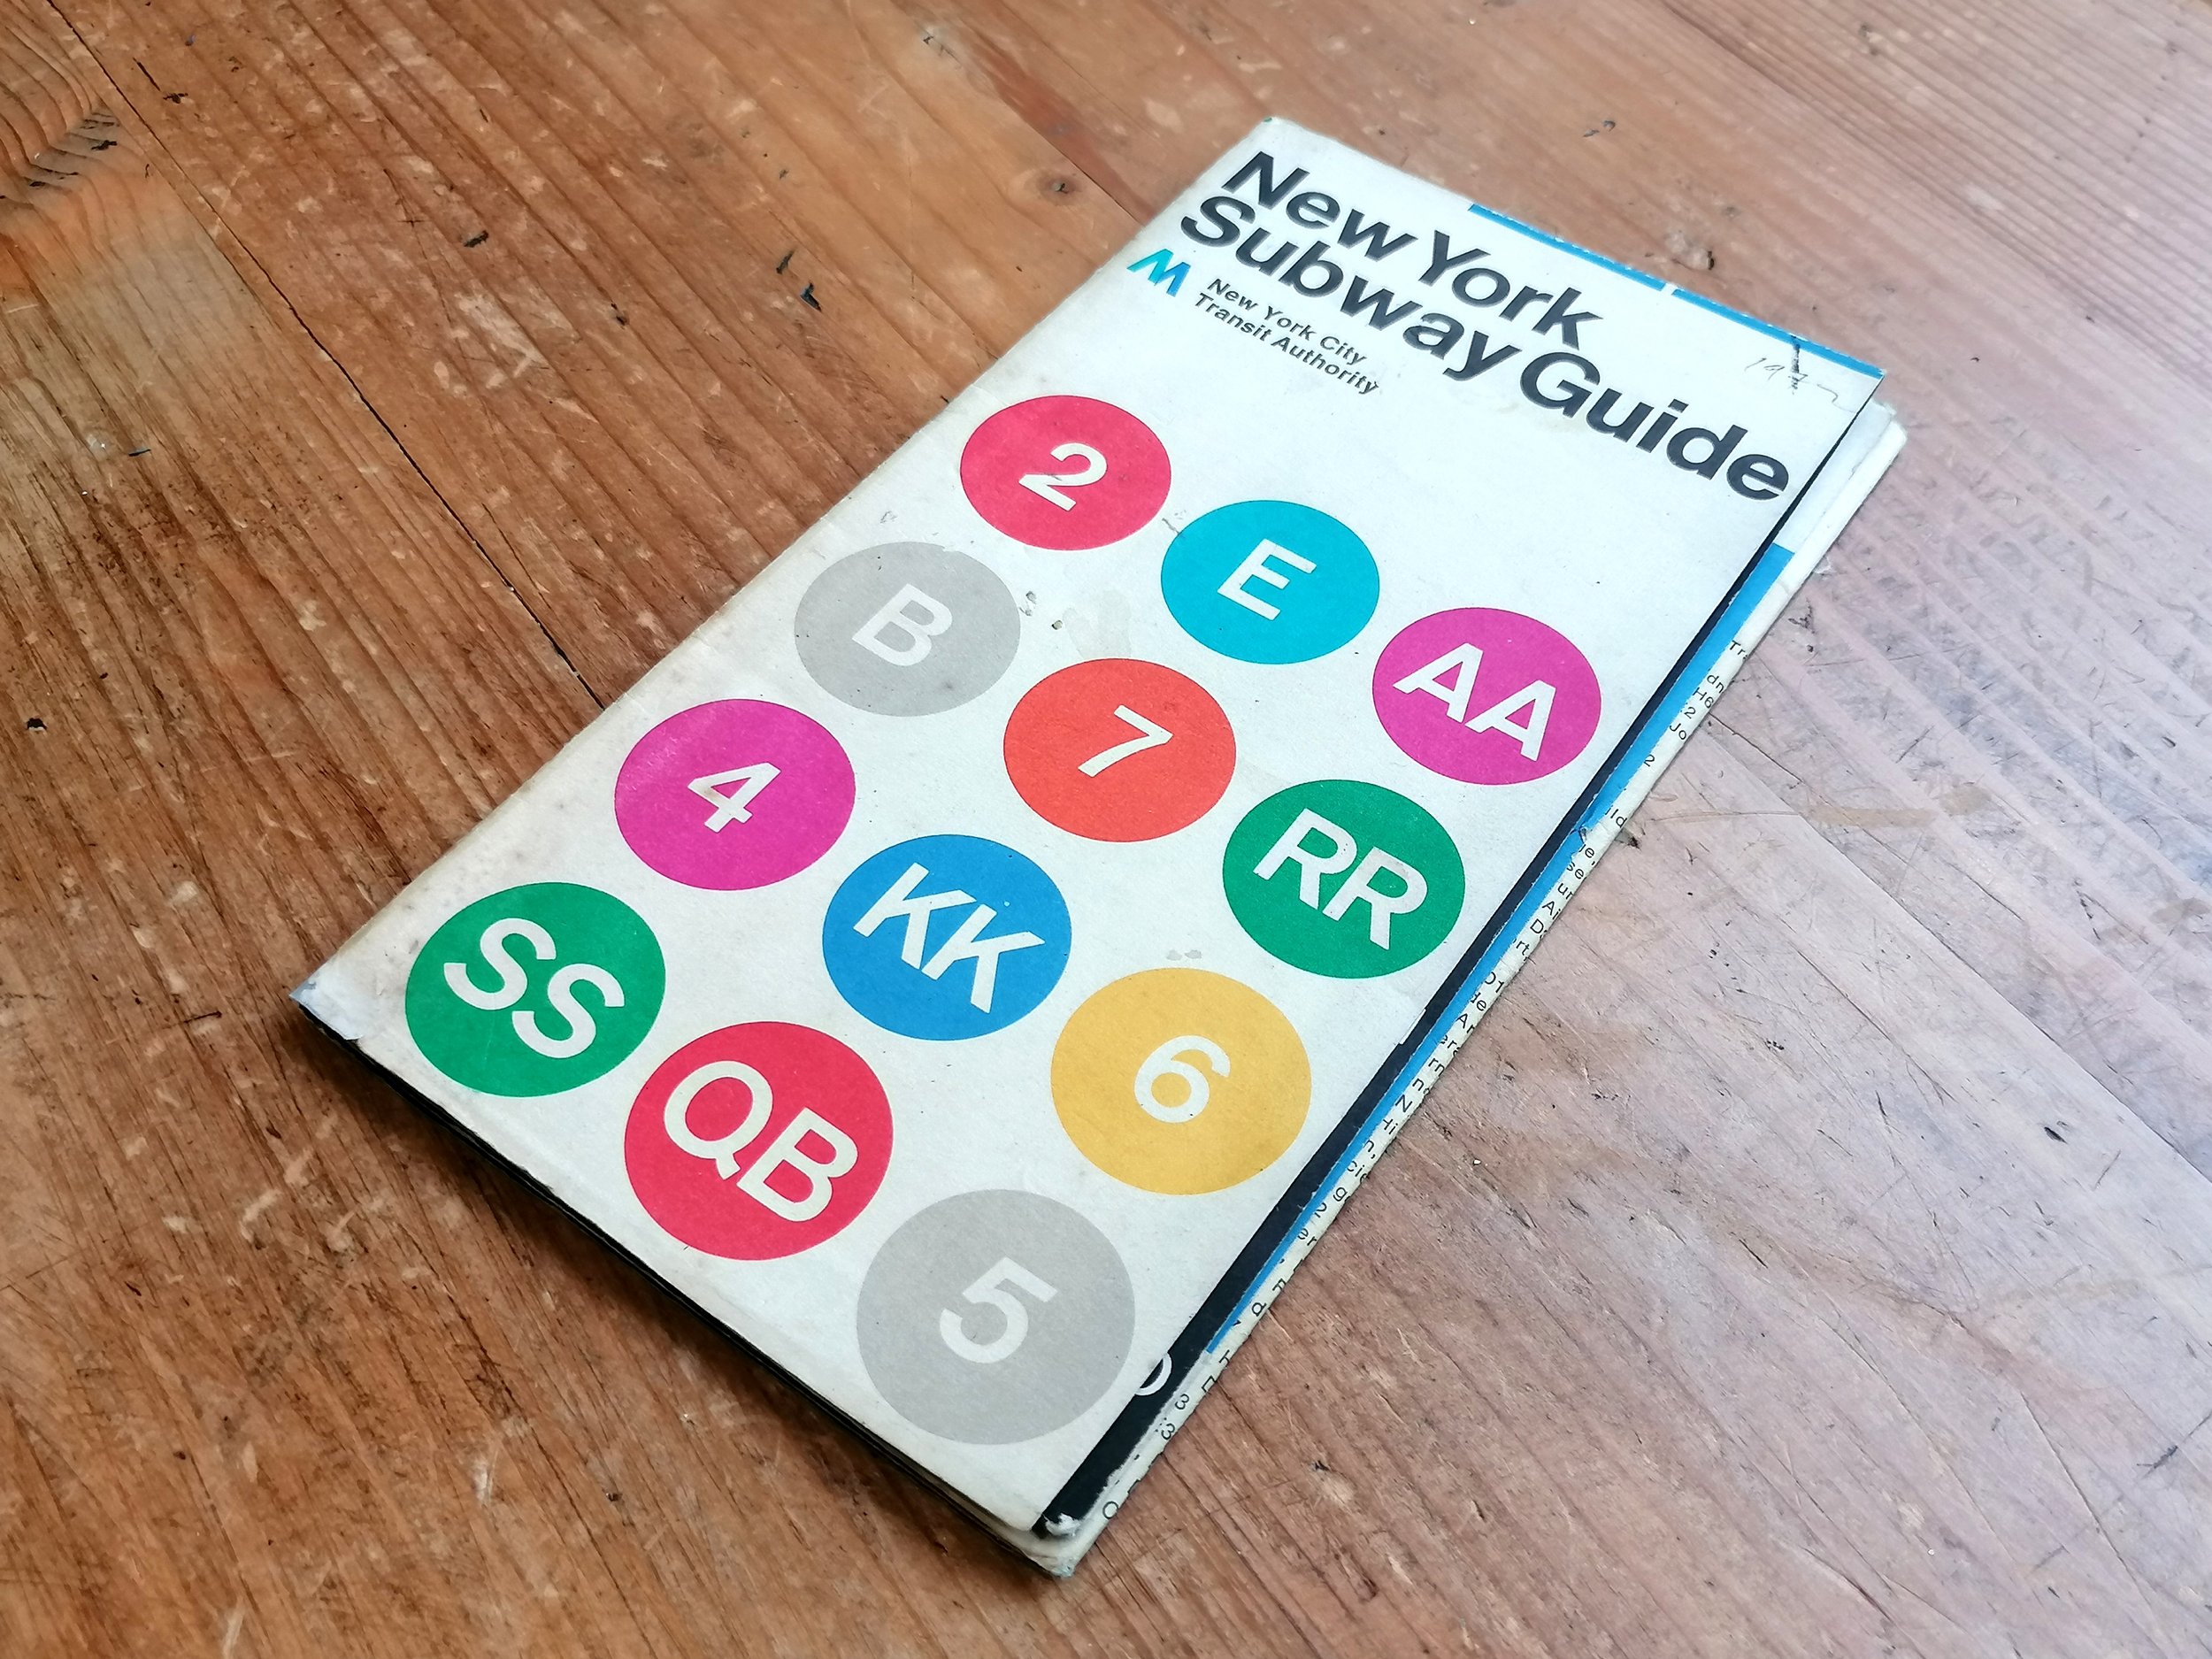 New York
Subway Guide
New York City
Transit Authority
2 E AA
B 7 RR
4 KK 6
SS QB 5